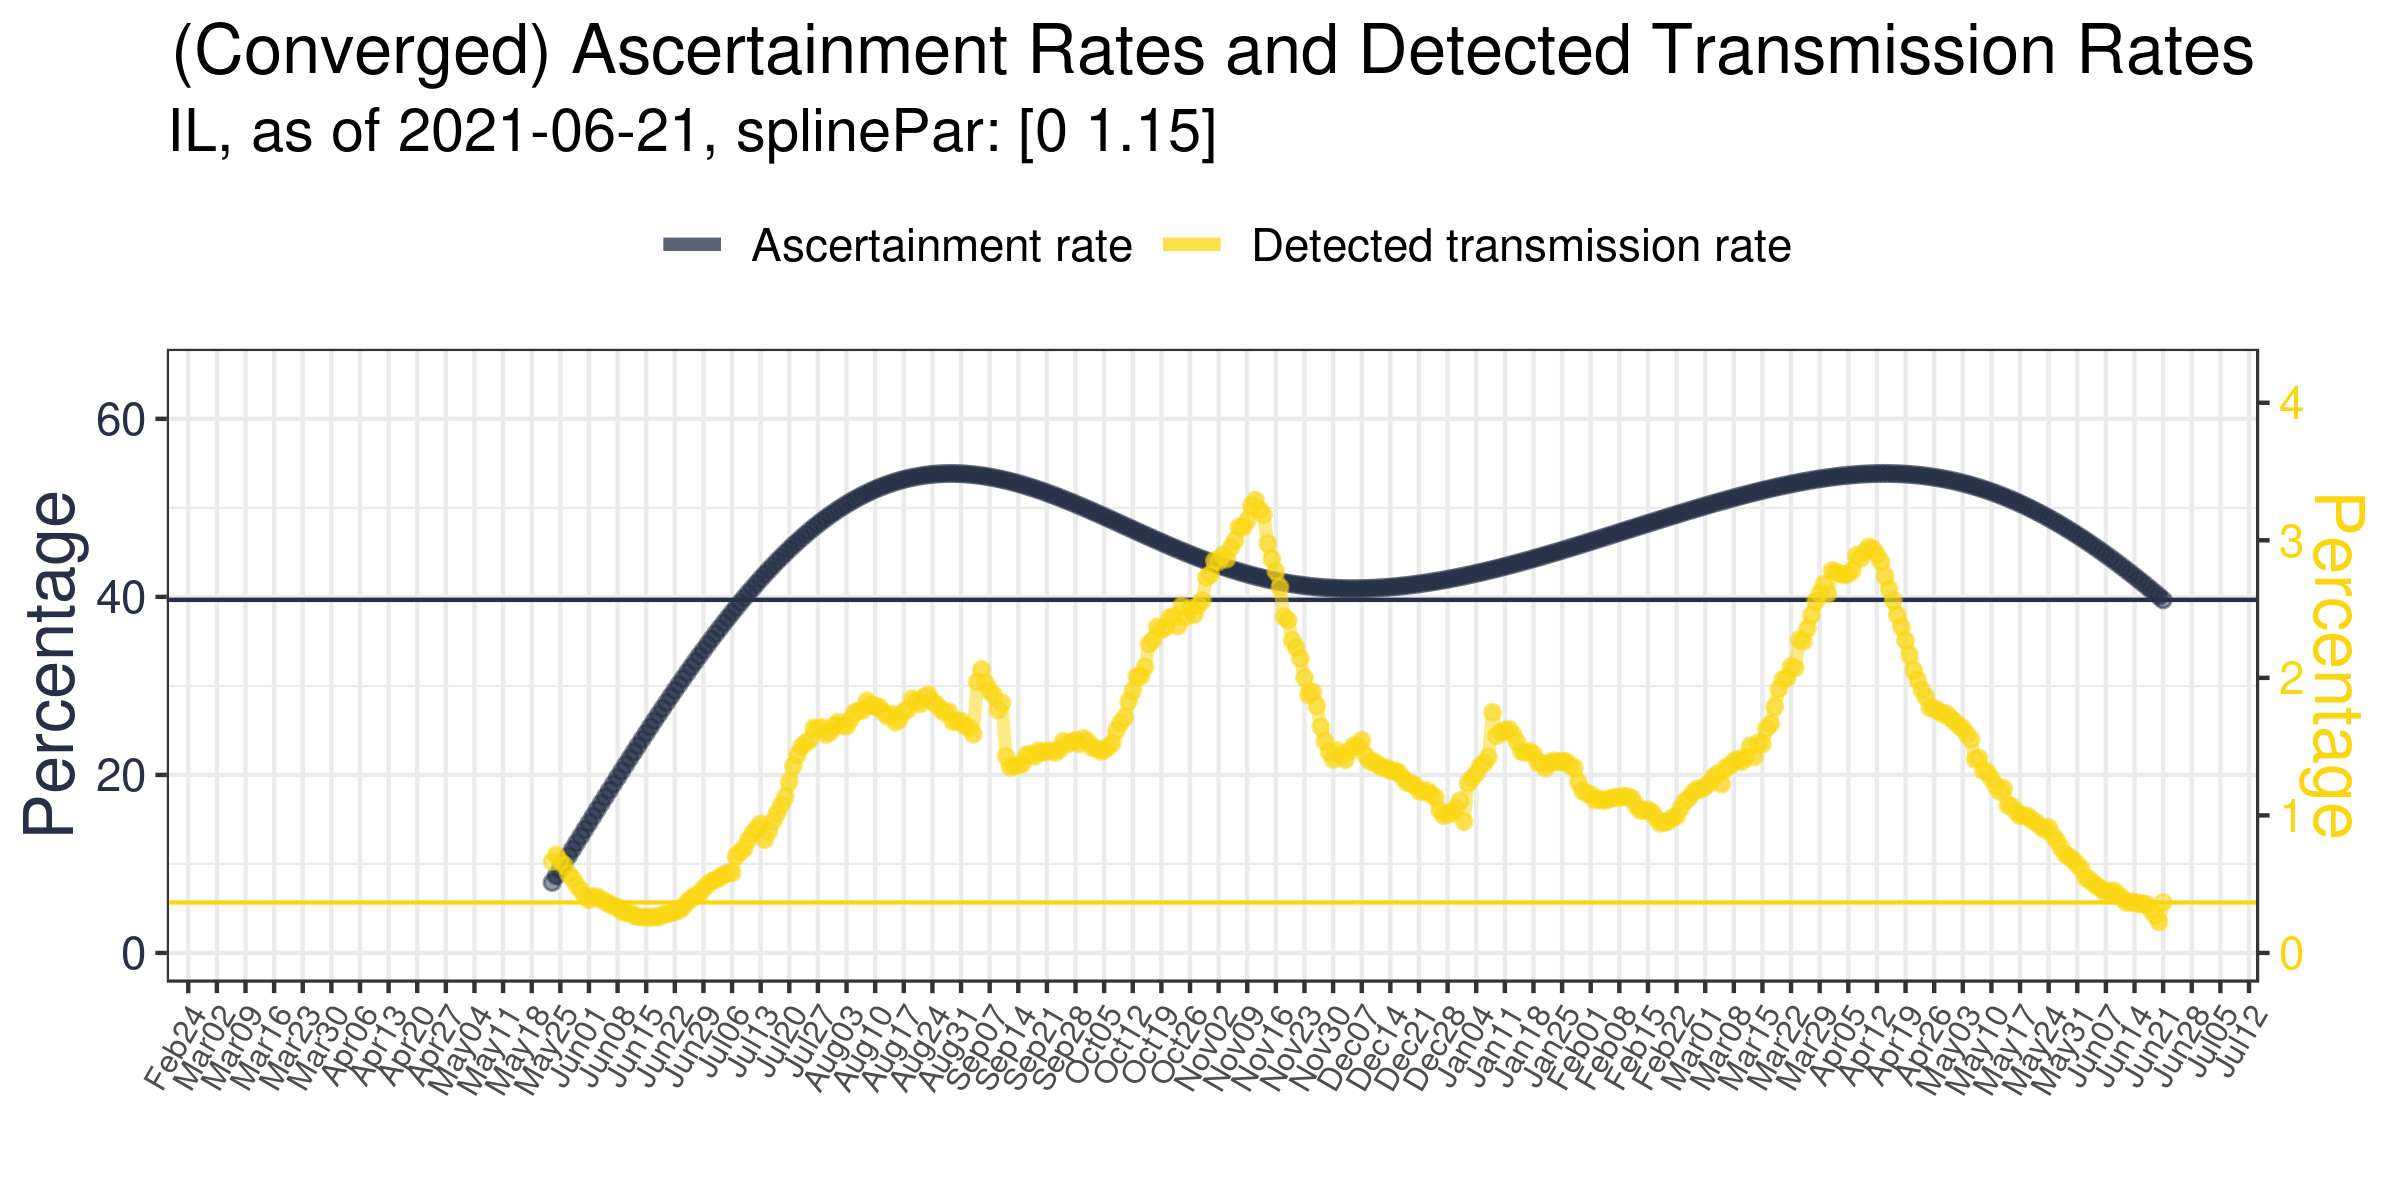 (Converged) Ascertainment Rates and Detected Transmission Rates
IL, as of 2021-06-21, splinePar: [0 1.15]
Ascertainment rate
Detected transmission rate
Percentage
60
40
20
0
4
3
2
1
0
Percentage
Feb24
Mar02
Mar09
Mar16
Mar23
Mar30
Apr06
Apr13
Apr20
Apr27
May04
May11
May18
May25
Jun01
Jun08
Jun15
Jun22
Jun29
Jul06
Jul13
Jul20
Jul27
Aug03
Aug10
Aug17
Aug24
Aug31
Sep07
Sep14
Sep21
Sep28
Oct05
Oct12
Oct19
Oct26
Nov02
Nov09
Nov16
Nov23
Nov30
Dec07
Dec14
Dec21
Dec28
Jan04
Jan11
Jan18
Jan25
Feb01
Feb08
Feb15
Feb22
Mar01
Mar08
Mar15
Mar22
Mar29
Apr05
Apr12
Apr19
Apr26
May03
May10
May17
May24
May31
Jun07
Jun14
Jun21
Jun28
Jul05
Jul12